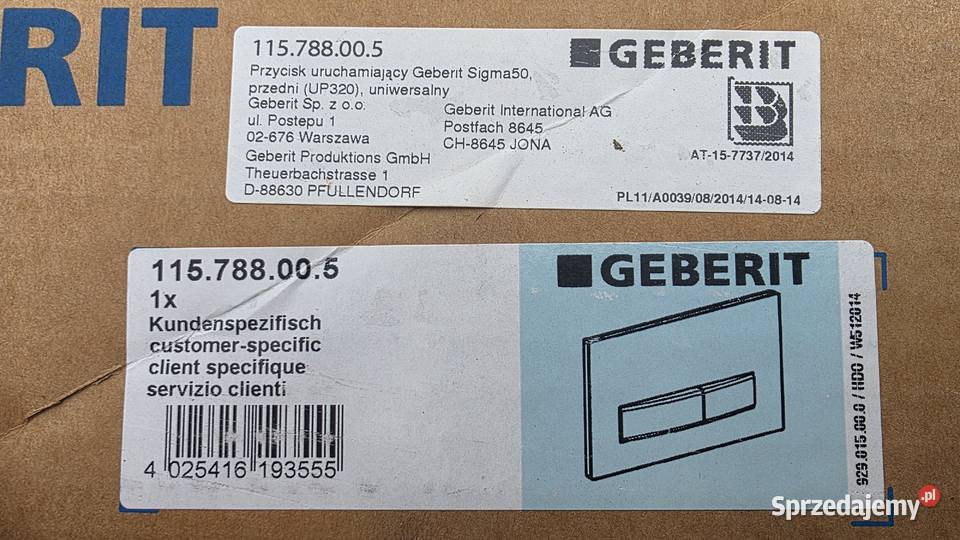 RIT
115.788.00.5
GEBERIT
Przycisk uruchamiający Geberit Sigma50,
przedni (UP320), uniwersalny
Geberit Sp. z o.o.
ul. Postepu 1
02-676 Warszawa
Geberit International AG
Postfach 8645
CH-8645 JONA
Geberit Produktions GmbH
Theuerbachstrasse 1
D-88630 PFULLENDORF
B
AT-15-7737/2014
PL11/A0039/08/2014/14-08-14
115.788.00.5
1x
Kundenspezifisch
customer-specific
client specifique
servizio clienti
4 025416 193555
GEBERIT
929.015.00.0 / HDO / W512014
Sprzedajemy.pl